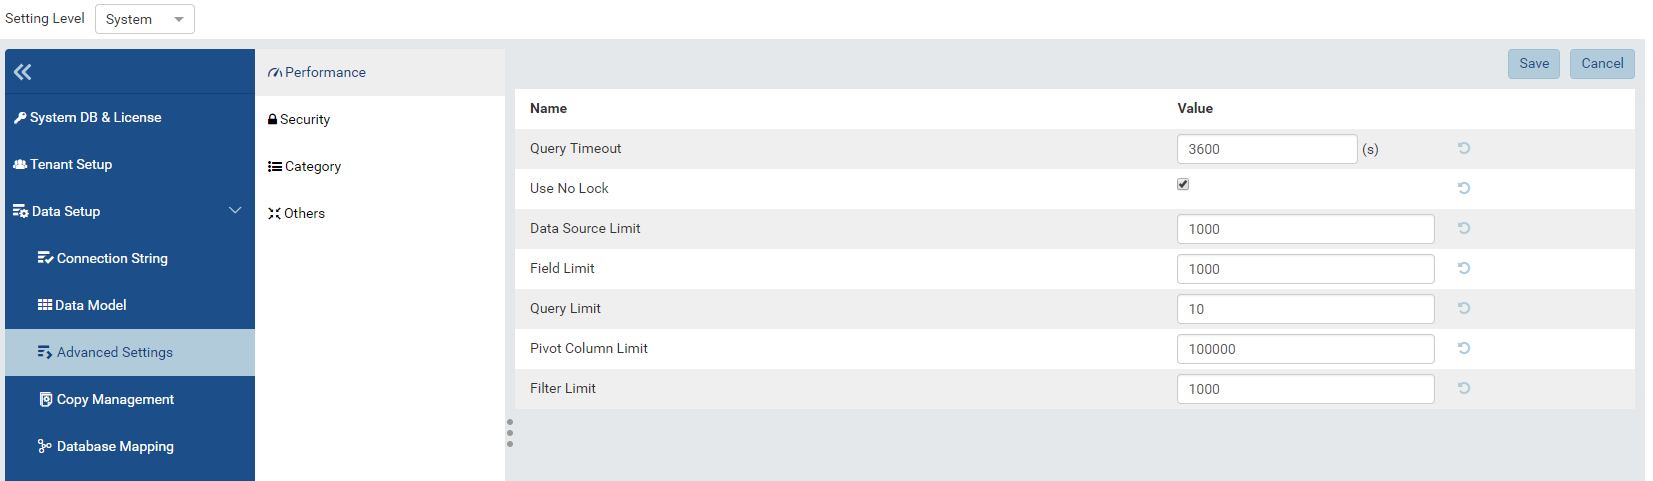 Setting Level System
System DB & License
Tenant Setup
Data Setup
Connection String
Data Model
Advanced Settings
Copy Management
Database Mapping
Performance
Security
Category
Others
Save Cancel
Name Value
Query Timeout 3600 (s)
Use No Lock
Data Source Limit 1000
Field Limit 1000
Query Limit 10
Pivot Column Limit 100000
Filter Limit 1000